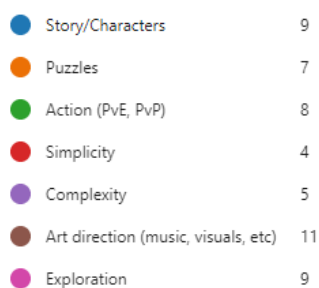 Story/Characters 9
Puzzles 7
Action (PvE, PvP) 8
Simplicity 4
Complexity 5
Art direction (music, visuals, etc) 11
Exploration 9